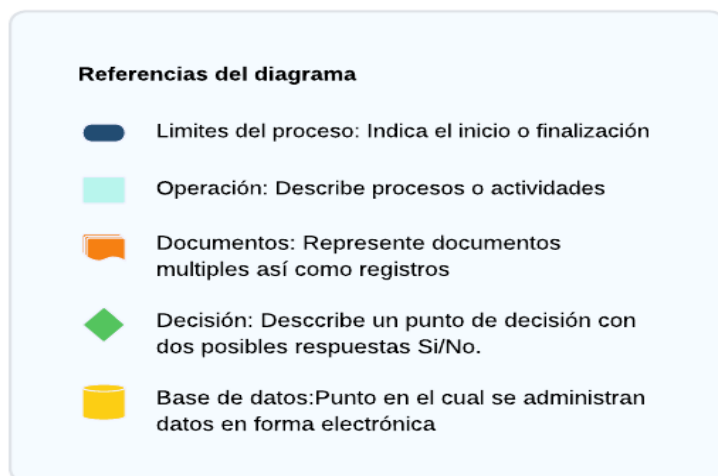 Referencias del diagrama
Limites del proceso: Indica el inicio o finalización
Operación: Describe procesos o actividades
Documentos: Represente documentos
multiples así como registros
Decisión: Desccribe un punto de decisión con
dos posibles respuestas Si/No.
Base de datos:Punto en el cual se administran
datos en forma electrónica